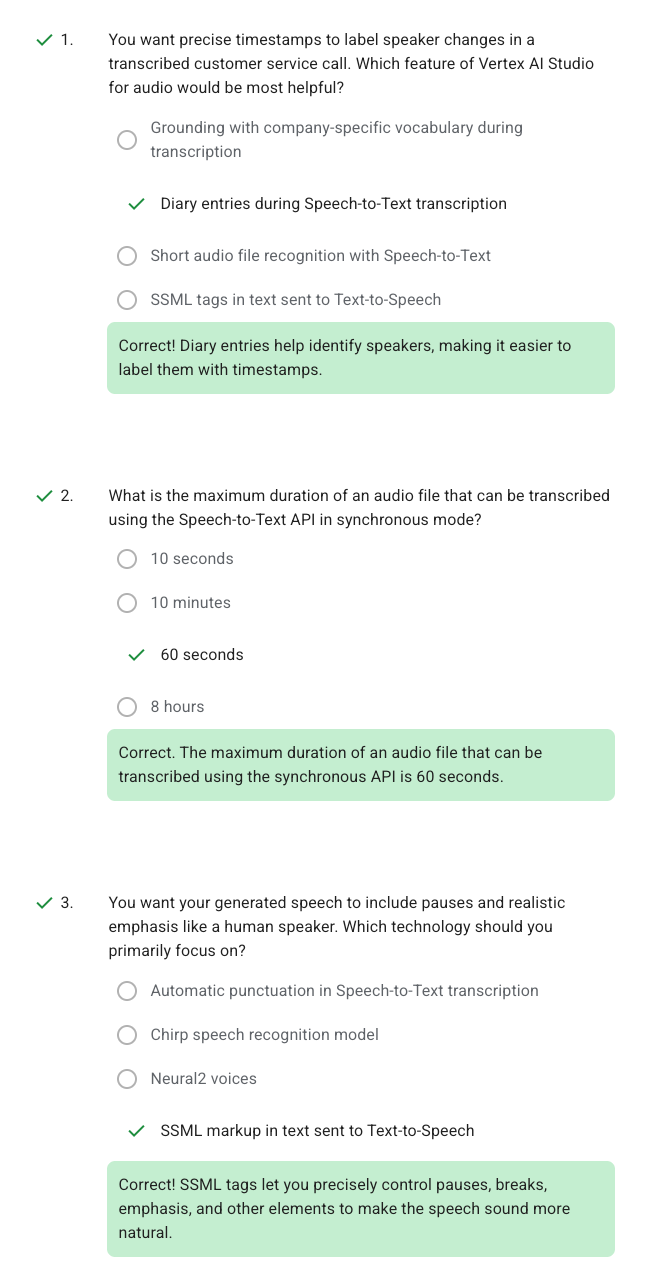 1. You want precise timestamps to label speaker changes in a
transcribed customer service call. Which feature of Vertex AI Studio
for audio would be most helpful?
Grounding with company-specific vocabulary during
transcription
Diary entries during Speech-to-Text transcription
Short audio file recognition with Speech-to-Text
SSML tags in text sent to Text-to-Speech
Correct! Diary entries help identify speakers, making it easier to
label them with timestamps.
2. What is the maximum duration of an audio file that can be transcribed
using the Speech-to-Text API in synchronous mode?
10 seconds
10 minutes
60 seconds
8 hours
Correct. The maximum duration of an audio file that can be
transcribed using the synchronous API is 60 seconds.
3. You want your generated speech to include pauses and realistic
emphasis like a human speaker. Which technology should you
primarily focus on?
Automatic punctuation in Speech-to-Text transcription
Chirp speech recognition model
Neural2 voices
SSML markup in text sent to Text-to-Speech
Correct! SSML tags let you precisely control pauses, breaks,
emphasis, and other elements to make the speech sound more
natural.